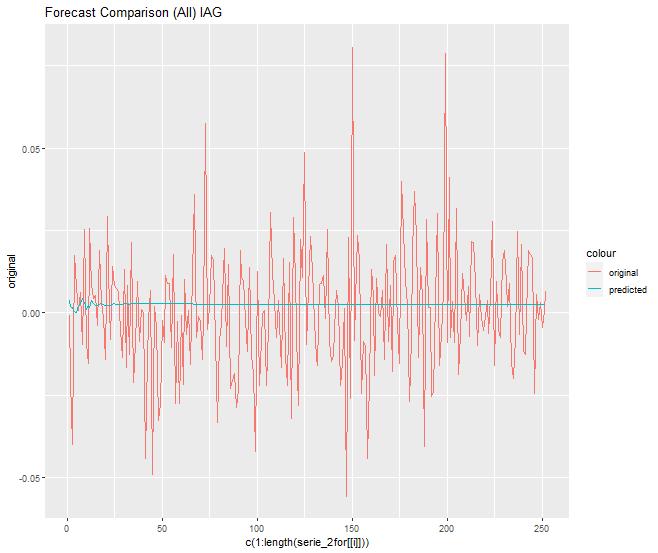 Forecast Comparison (All) IAG
original
0.05
0.00
-0.05
0
50
100
150
200
250
c(1:length(serie_2for[[i]]))
colour
original
predicted